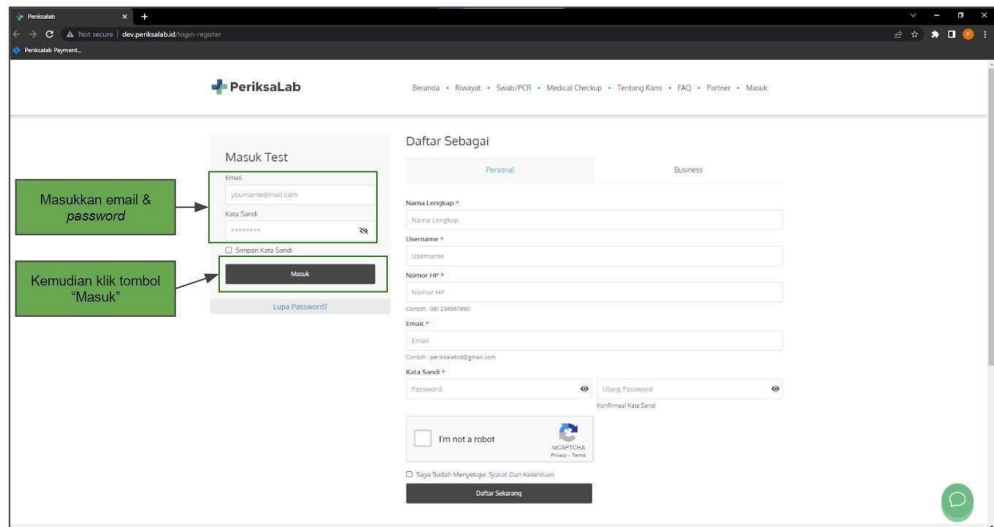 Periksalab
Not secure | dev.periksalab.id/login-register
Periksalab Payment...
PeriksaLab
Beranda • Riwayat • Swab/PCR • Medical Checkup • Tentang Kami • FAQ • Partner • Masuk
Masuk Test
Email
yourname@mail.com
Kata Sandi
********
Simpan Kata Sandi
Masuk
Lupa Password?
Masukkan email &
password
Kemudian klik tombol
“Masuk”
Daftar Sebagai
Personal
Business
Nama Lengkap *
Nama Lengkap
Username *
Username
Nomor HP *
Nomor HP
Contoh : 081234567890
Email *
Email
Contoh : periksalabid@gmail.com
Kata Sandi *
Password
Ulang Password
Konfirmasi Kata Sandi
I'm not a robot
reCAPTCHA
Privacy - Terms
Saya Sudah Menyetujui Syarat Dan Ketentuan
Daftar Sekarang